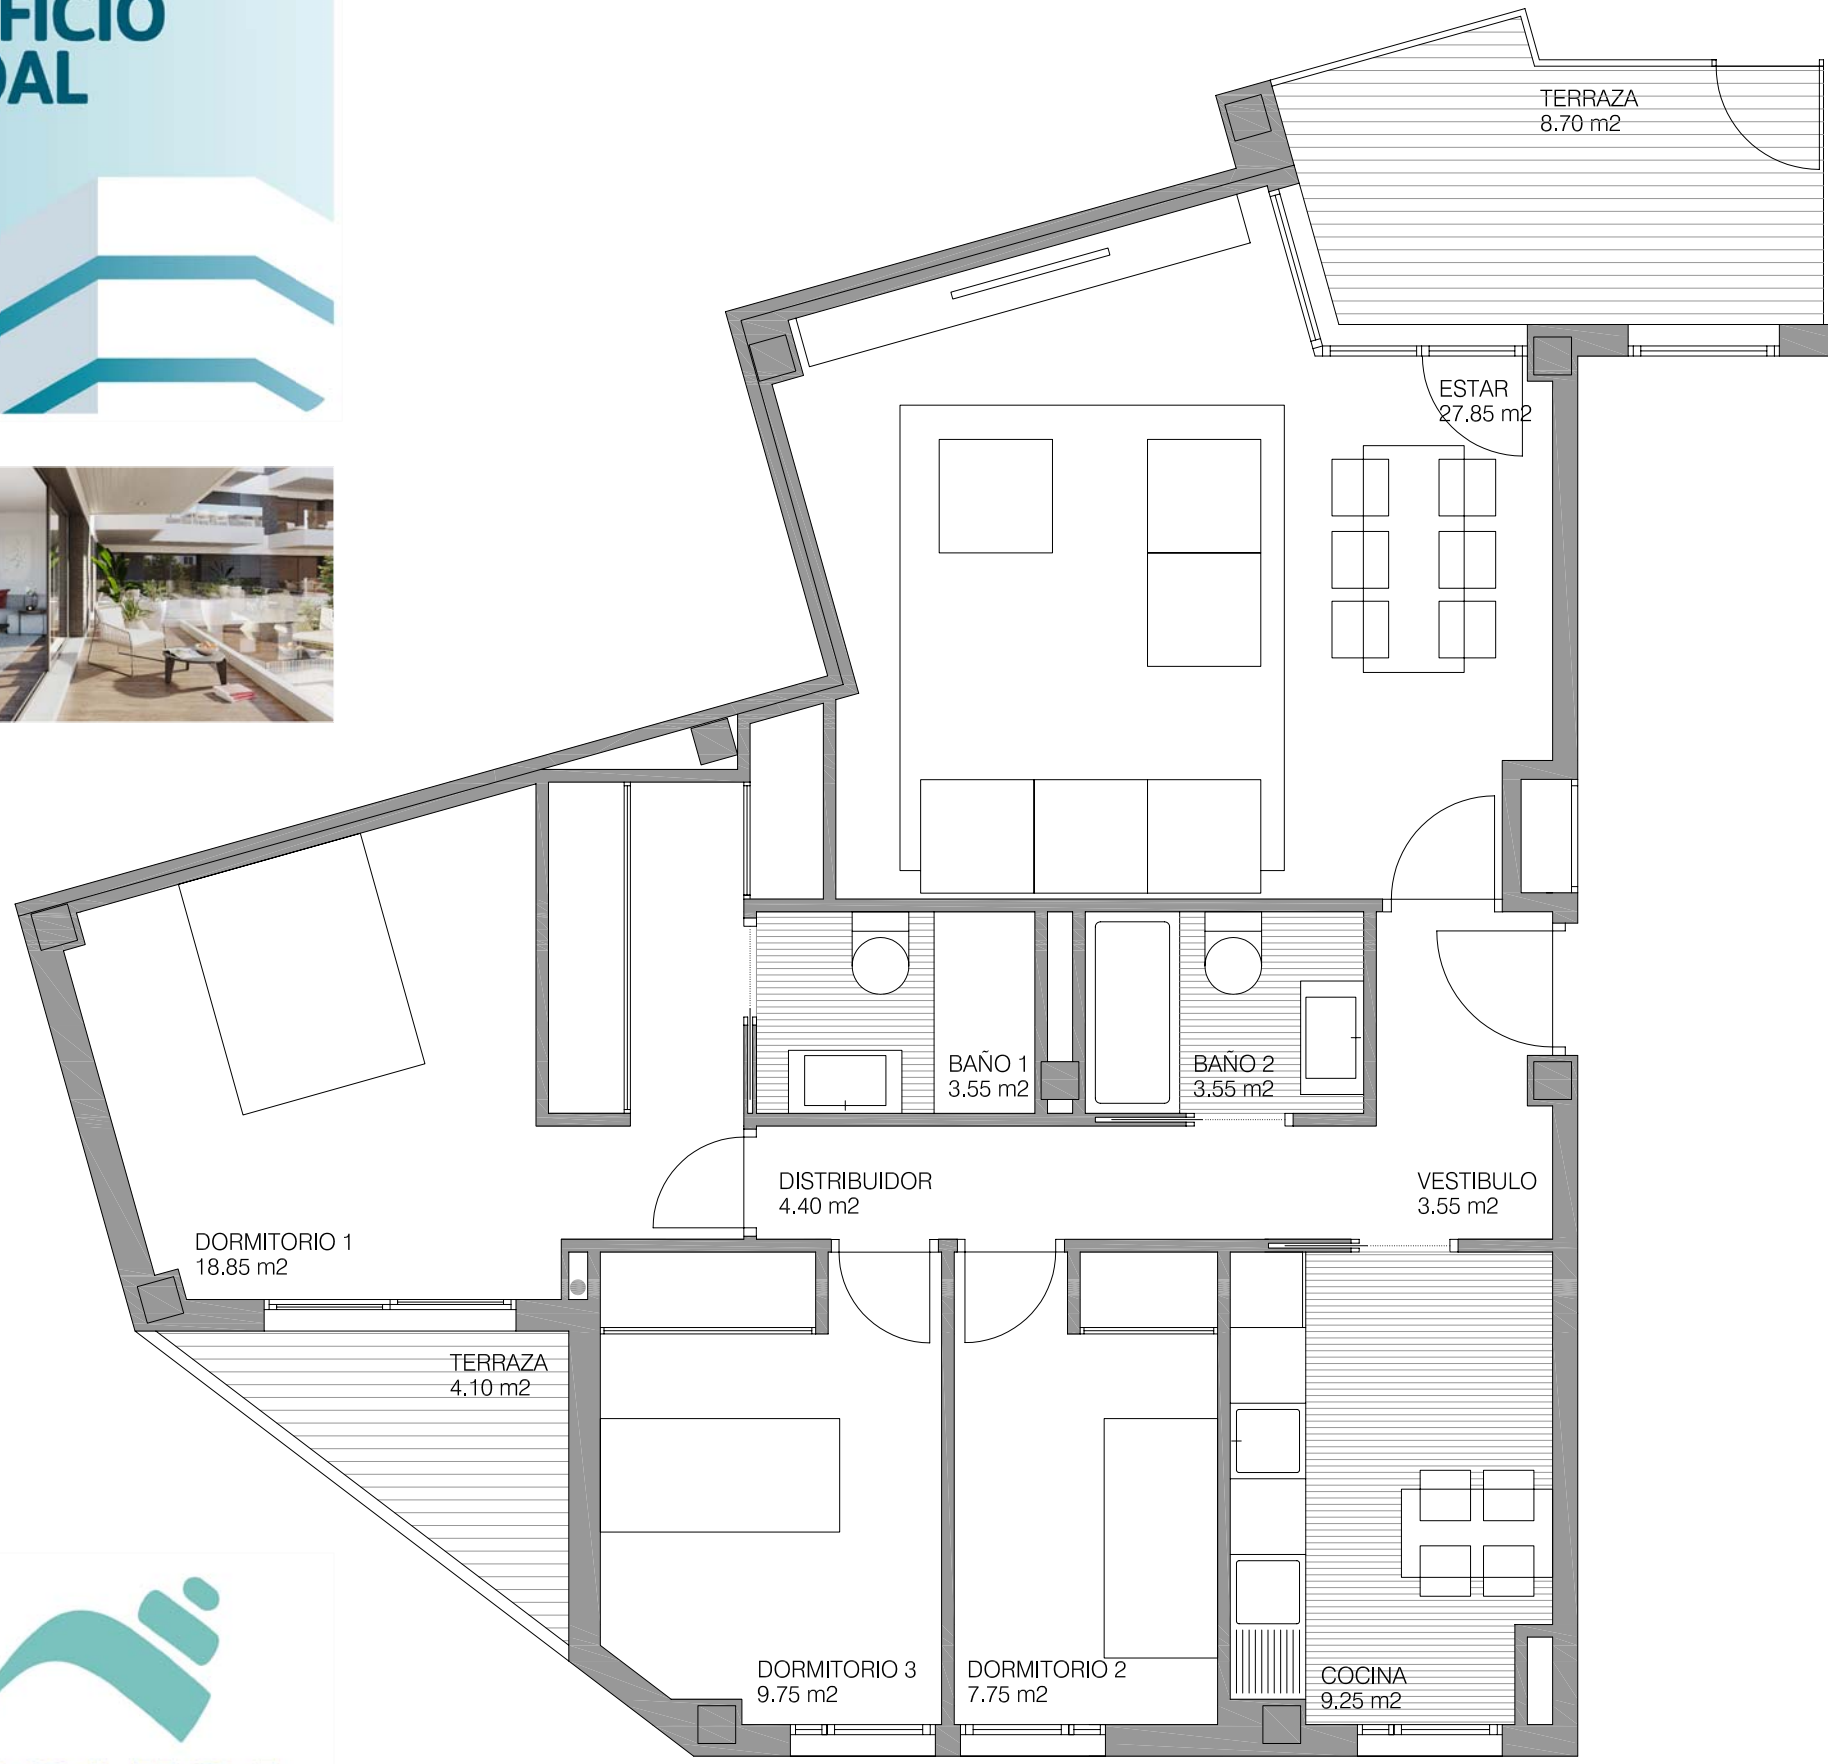 FICIO
DAL
TERRAZA
8.70 m2
ESTAR
27.85 m2
BAÑO 1
3.55 m2
BAÑO 2
3.55 m2
DISTRIBUIDOR
4.40 m2
VESTIBULO
3.55 m2
DORMITORIO 1
18.85 m2
TERRAZA
4.10 m2
DORMITORIO 3
9.75 m2
DORMITORIO 2
7.75 m2
COCINA
9.25 m2